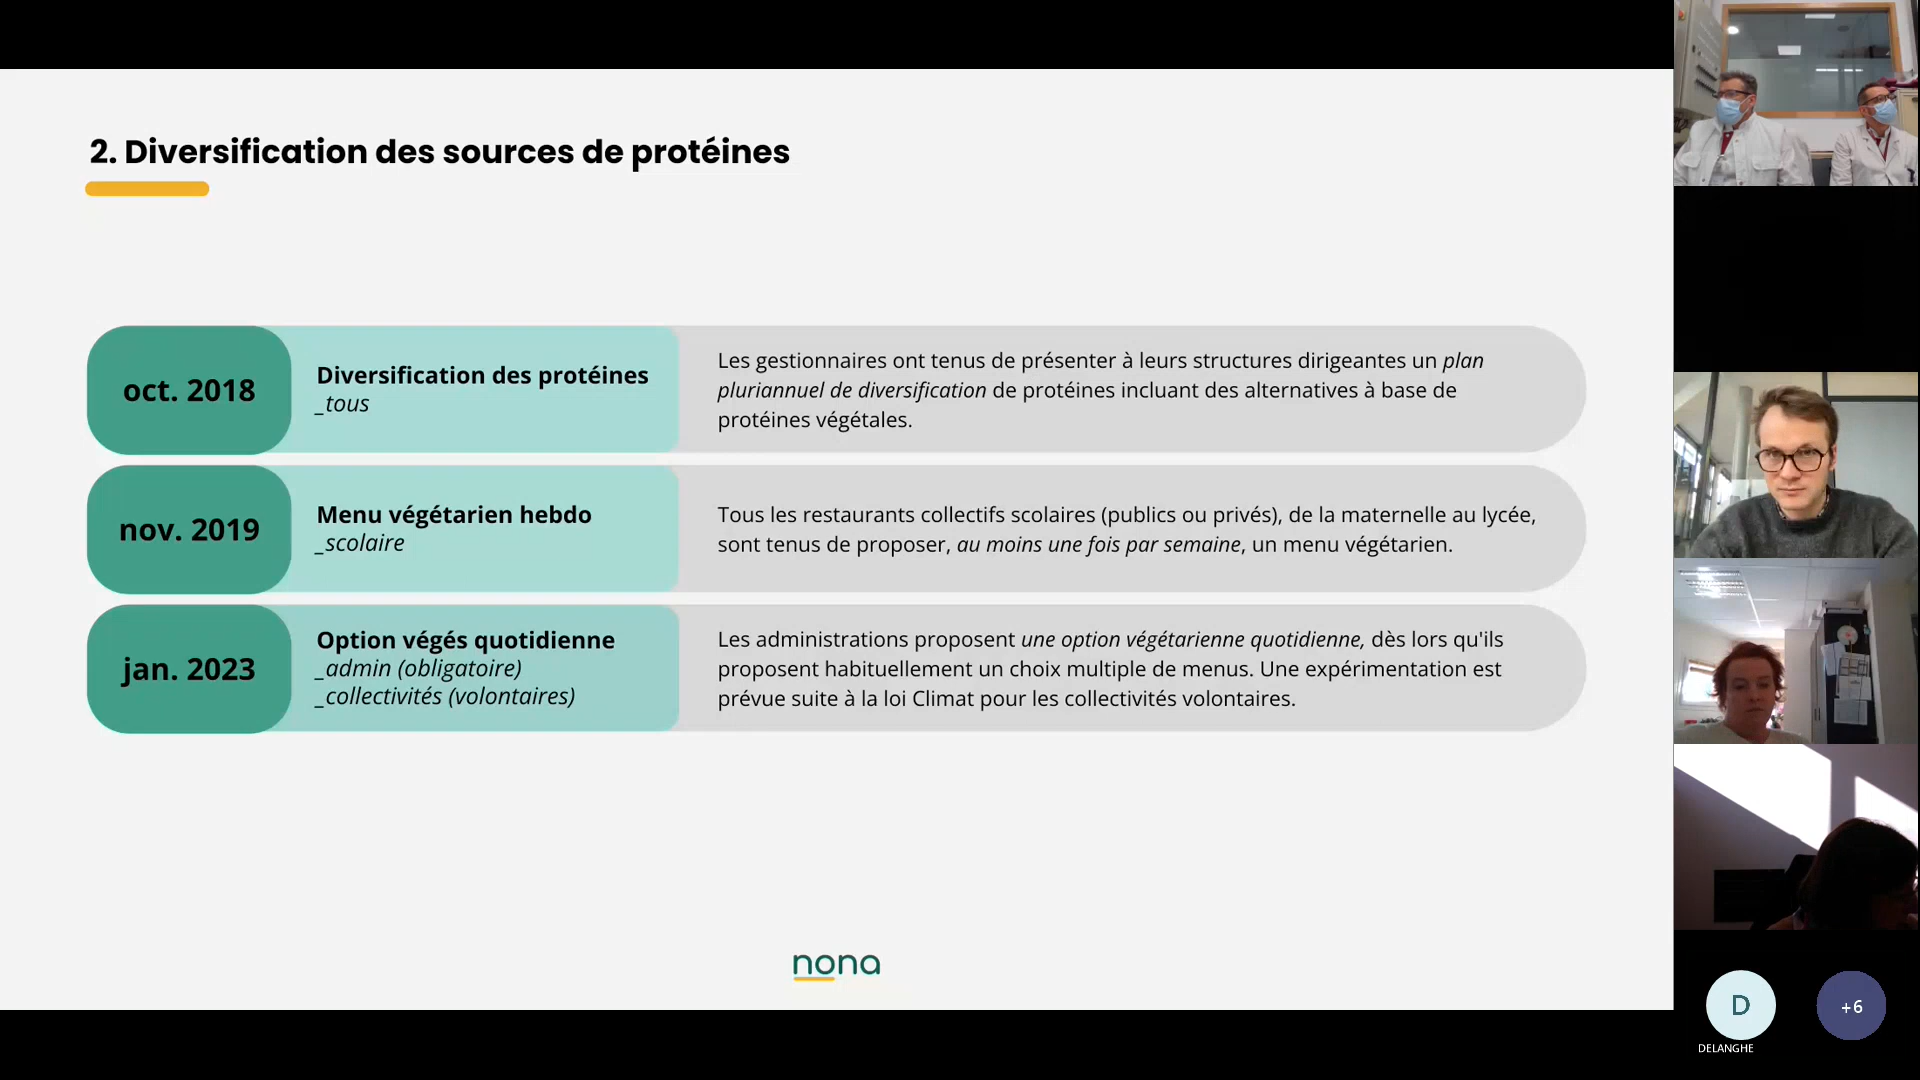 2. Diversification des sources de protéines
oct. 2018
Diversification des protéines
_tous
Les gestionnaires ont tenus de présenter à leurs structures dirigeantes un plan
pluriannuel de diversification de protéines incluant des alternatives à base de
protéines végétales.
nov. 2019
Menu végétarien hebdo
_scolaire
Tous les restaurants collectifs scolaires (publics ou privés), de la maternelle au lycée,
sont tenus de proposer, au moins une fois par semaine, un menu végétarien.
jan. 2023
Option végés quotidienne
_admin (obligatoire)
_collectivités (volontaires)
Les administrations proposent une option végétarienne quotidienne, dès lors qu'ils
proposent habituellement un choix multiple de menus. Une expérimentation est
prévue suite à la loi Climat pour les collectivités volontaires.
nona
D
+6
DELANGHE